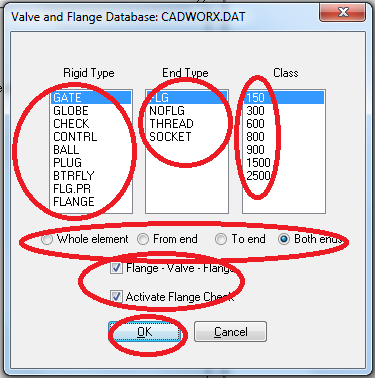 Valve and Flange Database: CADWORX.DAT
Rigid Type End Type Class
GATE FLG 150
GLOBE NOFLG 300
CHECK THREAD 600
CONTRL SOCKET 800
BALL 900
PLUG 1500
BTRFLY 2500
FLG.PR
FLANGE
Whole element From end To end Both ends
Flange - Valve - Flange
Activate Flange Check
OK Cancel